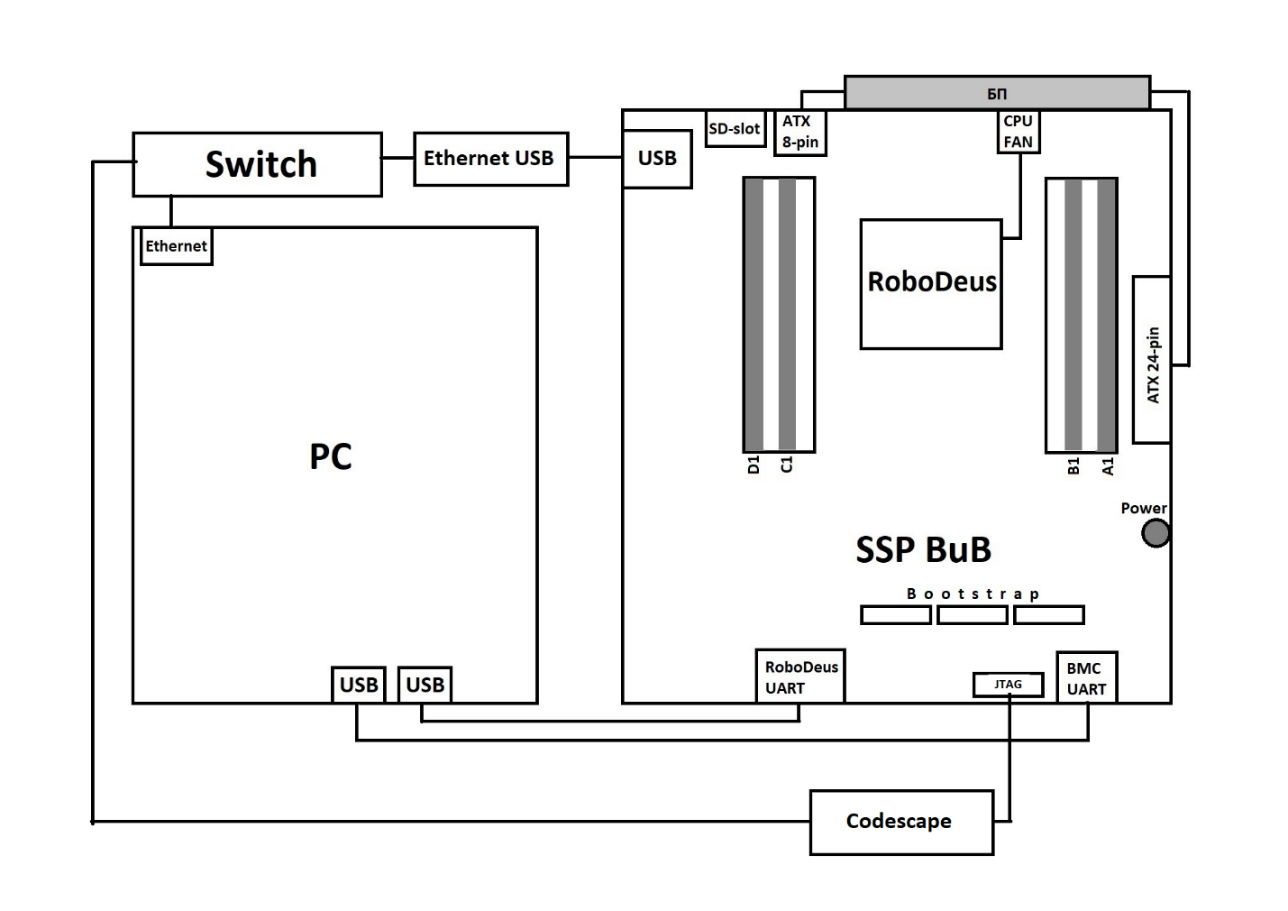 БП
SD-slot
ATX
8-pin
CPU
FAN
Switch
Ethernet USB
USB
Ethernet
RoboDeus
ATX 24-pin
PC
D1
C1
B1
A1
Power
SSP BuB
Bootstrap
USB
USB
RoboDeus
UART
JTAG
BMC
UART
Codescape